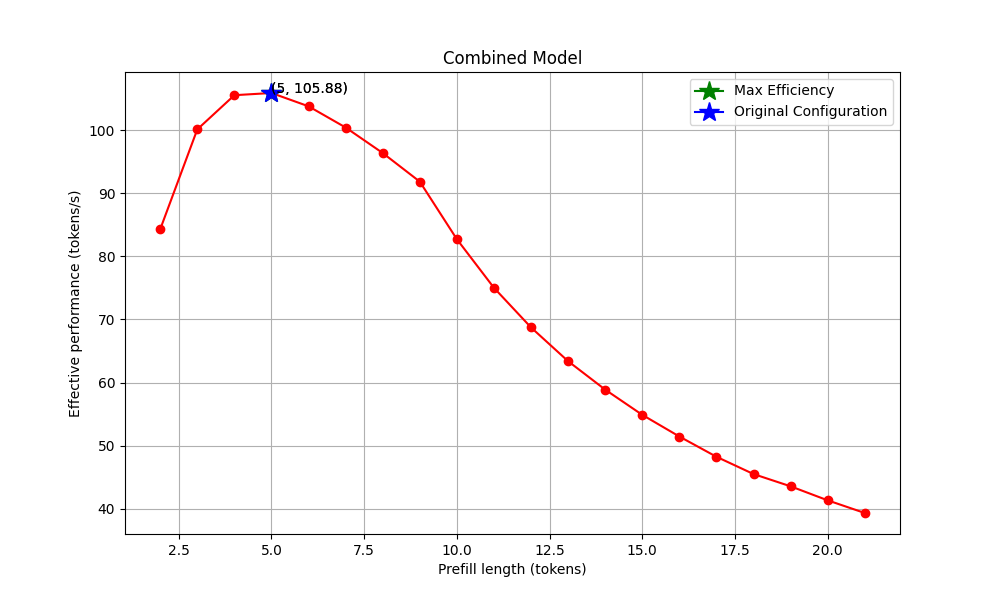 Combined Model
(5, 105.88)
Max Efficiency
Original Configuration
Effective performance (tokens/s)
100
90
80
70
60
50
40
2.5 5.0 7.5 10.0 12.5 15.0 17.5 20.0
Prefill length (tokens)